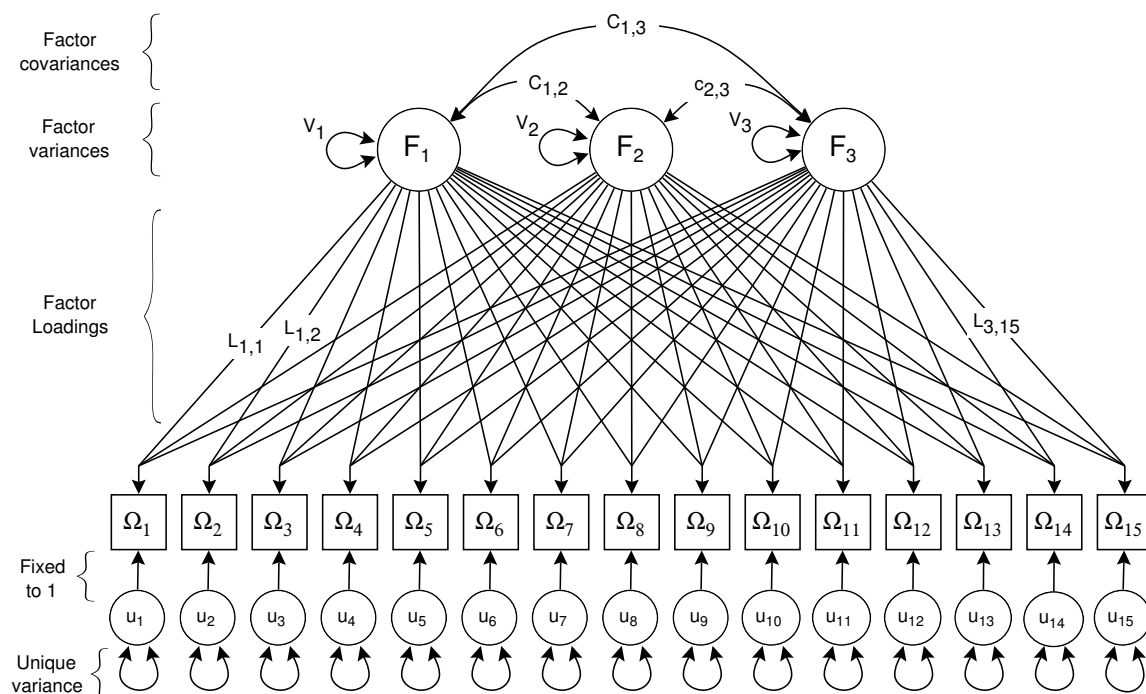 Factor
covariances
C1,3
C1,2
c2,3
Factor
variances
V1
F1
V2
F2
V3
F3
Factor
Loadings
L1,1
L1,2
L3,15
Ω1 Ω2 Ω3 Ω4 Ω5 Ω6 Ω7 Ω8 Ω9 Ω10 Ω11 Ω12 Ω13 Ω14 Ω15
Fixed
to 1
u1 u2 u3 u4 u5 u6 u7 u8 u9 u10 u11 u12 u13 u14 u15
Unique
variance